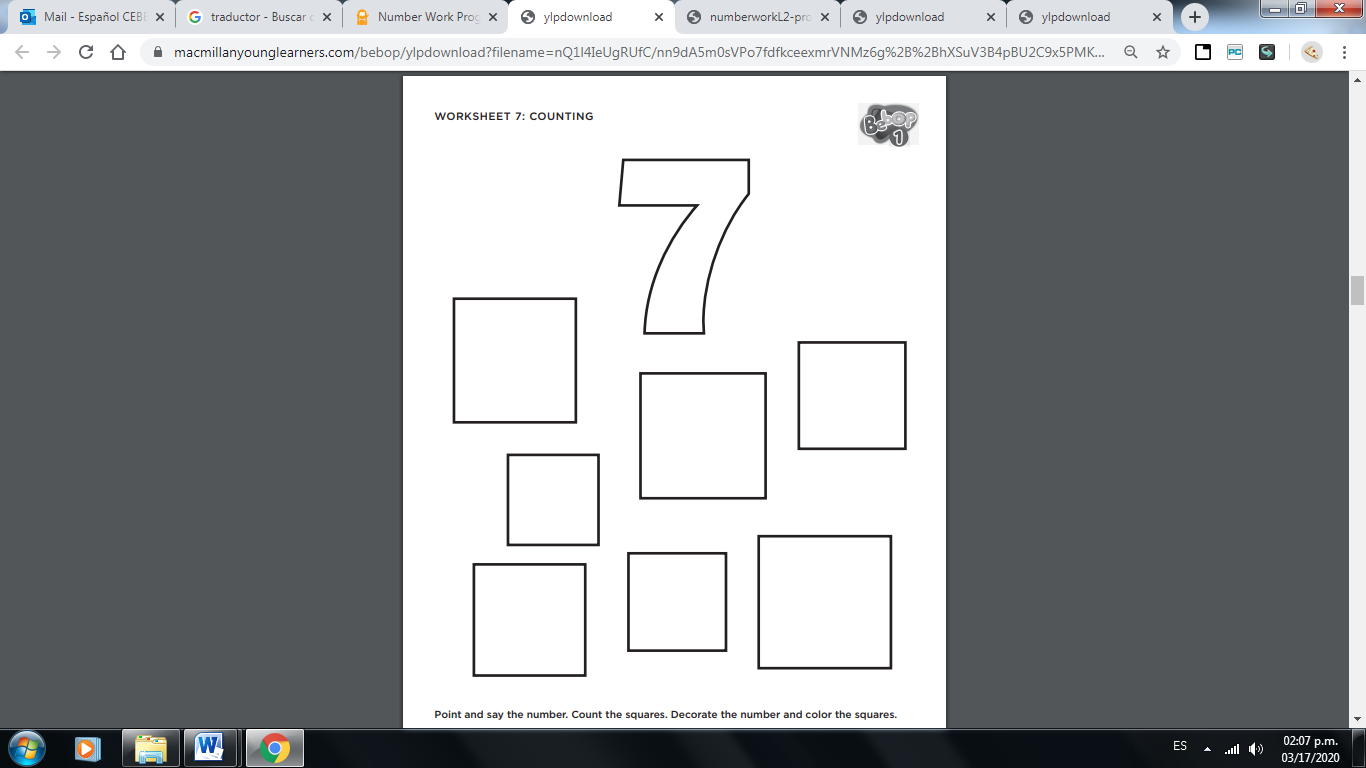 Mail - Español CEBE
traductor - Buscar c
Number Work Prog
ylpdownload
numberworkL2-pro
ylpdownload
ylpdownload
macmillanyounglearners.com/bebop/ylpdownload?filename=nQ1l4IeUgRUfC/nn9dA5m0sVPo7fdfkceexmrVNMz6g%2B%2BhXSuV3B4pBU2C9x5PMK...
PC
WORKSHEET 7: COUNTING
Bebop
1
7
Point and say the number. Count the squares. Decorate the number and color the squares.
ES
02:07 p.m.
03/17/2020